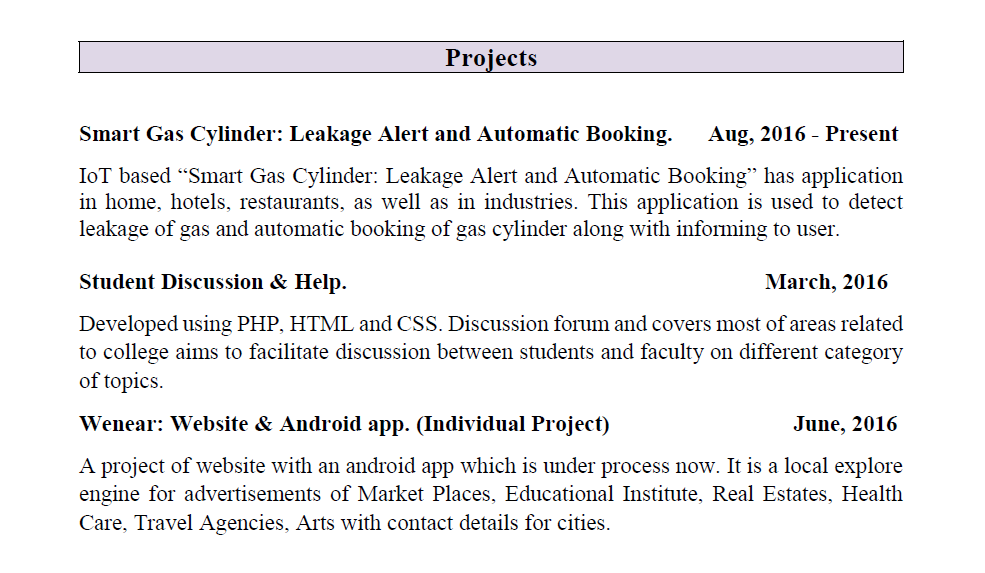 Projects
Smart Gas Cylinder: Leakage Alert and Automatic Booking. Aug, 2016 - Present
IoT based “Smart Gas Cylinder: Leakage Alert and Automatic Booking” has application
in home, hotels, restaurants, as well as in industries. This application is used to detect
leakage of gas and automatic booking of gas cylinder along with informing to user.
Student Discussion & Help. March, 2016
Developed using PHP, HTML and CSS. Discussion forum and covers most of areas related
to college aims to facilitate discussion between students and faculty on different category
of topics.
Wenear: Website & Android app. (Individual Project) June, 2016
A project of website with an android app which is under process now. It is a local explore
engine for advertisements of Market Places, Educational Institute, Real Estates, Health
Care, Travel Agencies, Arts with contact details for cities.